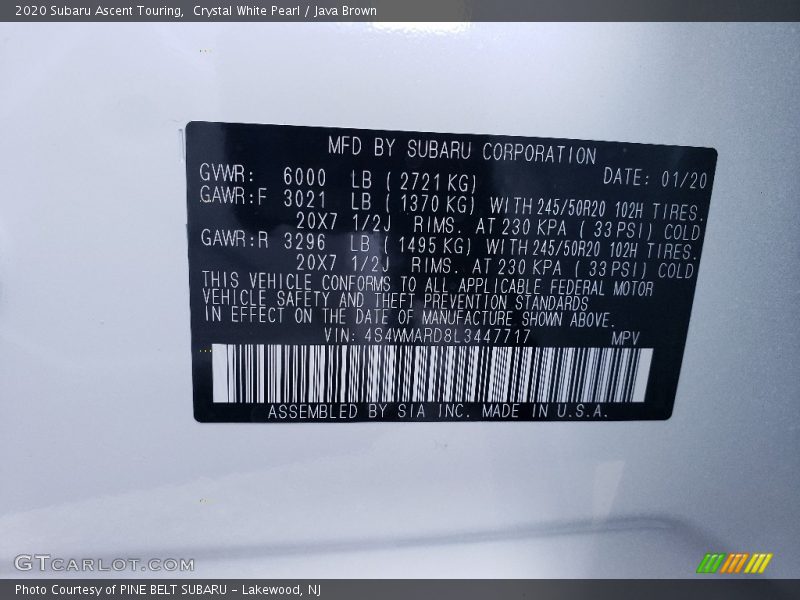 2020 Subaru Ascent Touring,  Crystal White Pearl / Java Brown
MFD BY SUBARU CORPORATION
GVWR: 6000 LB ( 2721 KG) DATE: 01/20
GAWR:F 3021 LB ( 1370 KG) WITH 245/50R20 102H TIRES.
20X7 1/2J RIMS. AT 230 KPA ( 33 PSI) COLD
GAWR:R 3296 LB ( 1495 KG) WITH 245/50R20 102H TIRES.
20X7 1/2J RIMS. AT 230 KPA ( 33 PSI) COLD
THIS VEHICLE CONFORMS TO ALL APPLICABLE FEDERAL MOTOR
VEHICLE SAFETY AND THEFT PREVENTION STANDARDS
IN EFFECT ON THE DATE OF MANUFACTURE SHOWN ABOVE.
VIN: 4S4WMARD8L3447717 MPV
ASSEMBLED BY SIA INC. MADE IN U.S.A.
GTCARLOT.COM
Photo Courtesy of PINE BELT SUBARU - Lakewood, NJ